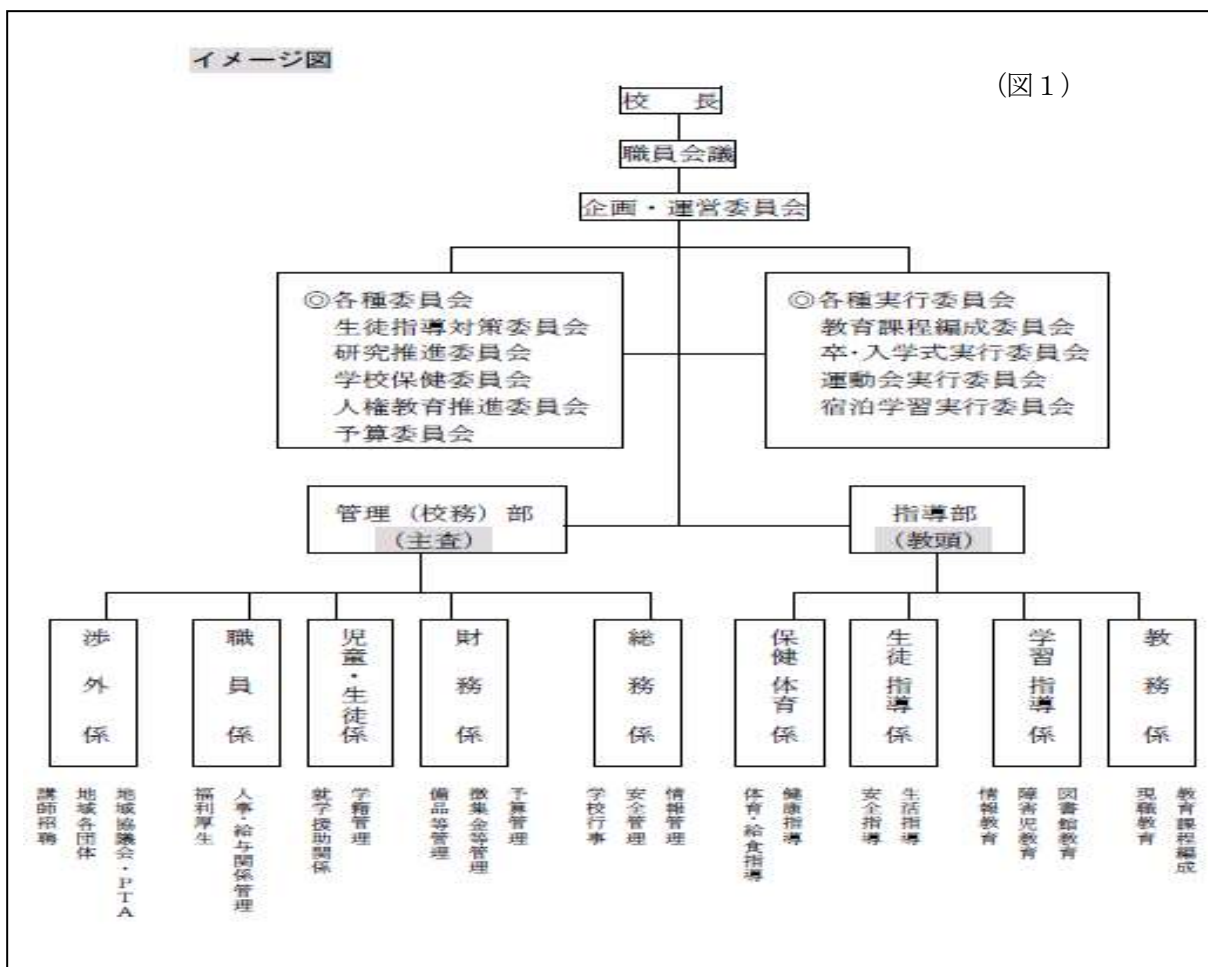 イメージ図
(図１)
校　長
職員会議
企画・運営委員会
◎各種委員会
生徒指導対策委員会
研究推進委員会
学校保健委員会
人権教育推進委員会
予算委員会
◎各種実行委員会
教育課程編成委員会
卒・入学式実行委員会
運動会実行委員会
宿泊学習実行委員会
管理（校務）部
（主査）
指導部
（教頭）
渉外係
職員係
児童・生徒係
財務係
総務係
保健体育係
生徒指導係
学習指導係
教務係
地域協議会・ＰＴＡ
地域各団体
講師招聘
人事・給与関係管理
福利厚生
学籍管理
就学援助関係
予算管理
徴集金等管理
備品等管理
情報管理
安全管理
学校行事
健康指導
体育・給食指導
生活指導
安全指導
図書館教育
障害児教育
情報教育
教育課程編成
現職教育